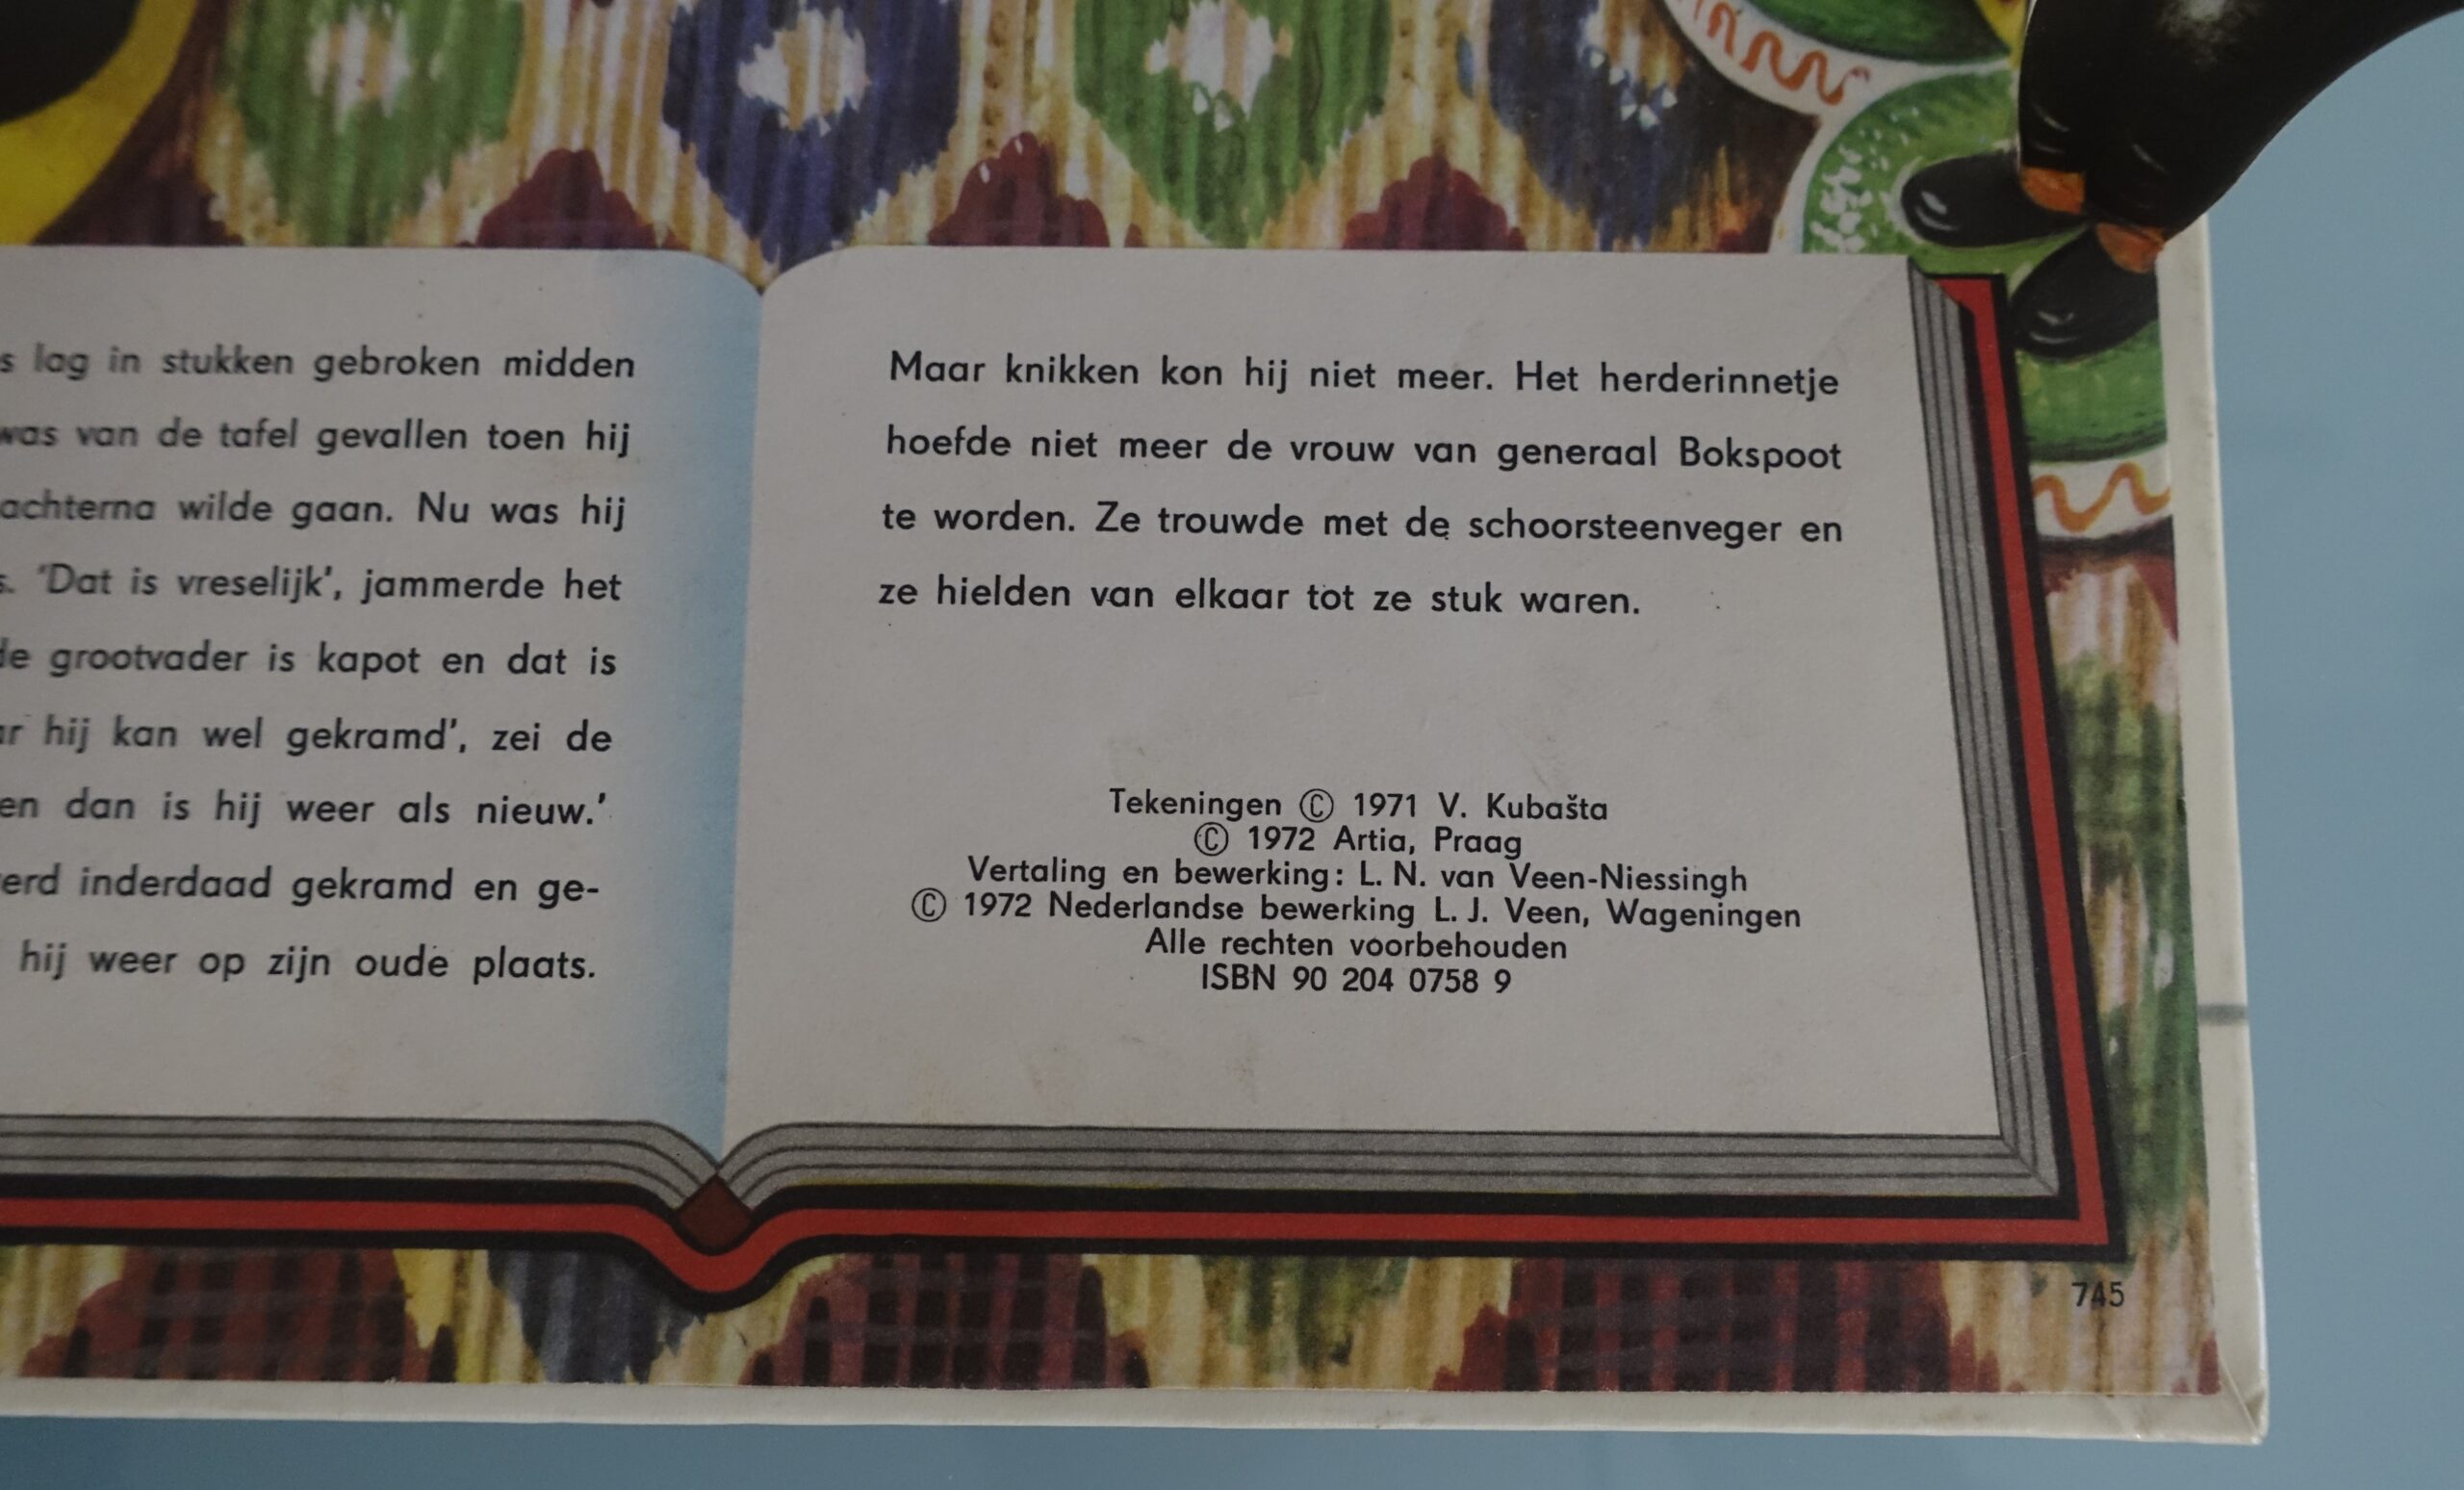 lag in stukken gebroken midden
was van de tafel gevallen toen hij
achterna wilde gaan. Nu was hij
'Dat is vreselijk', jammerde het
grootvader is kapot en dat is
hij kan wel gekramd', zei de
en dan is hij weer als nieuw.'
inderdaad gekramd en ge-
hij weer op zijn oude plaats.
Maar knikken kon hij niet meer. Het herderinnetje
hoefde niet meer de vrouw van generaal Bokspoot
te worden. Ze trouwde met de schoorsteenveger en
ze hielden van elkaar tot ze stuk waren.
Tekeningen © 1971 V. Kubašta
© 1972 Artia, Praag
Vertaling en bewerking: L. N. van Veen-Niessingh
© 1972 Nederlandse bewerking L. J. Veen, Wageningen
Alle rechten voorbehouden
ISBN 90 204 0758 9
745